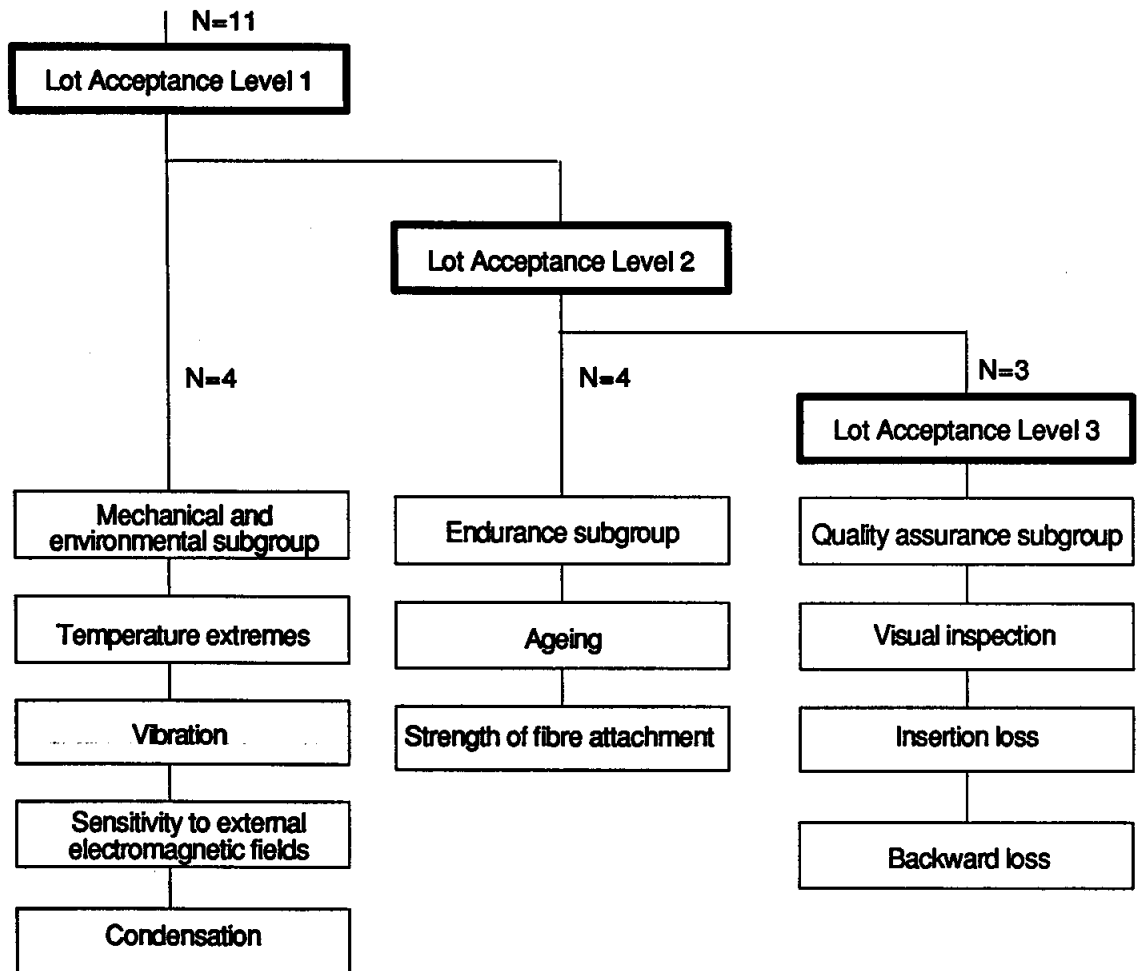 N=11
Lot Acceptance Level 1
Lot Acceptance Level 2
N=4
N=4
N=3
Lot Acceptance Level 3
Mechanical and
environmental subgroup
Endurance subgroup
Quality assurance subgroup
Temperature extremes
Ageing
Visual inspection
Vibration
Strength of fibre attachment
Insertion loss
Sensitivity to external
electromagnetic fields
Backward loss
Condensation